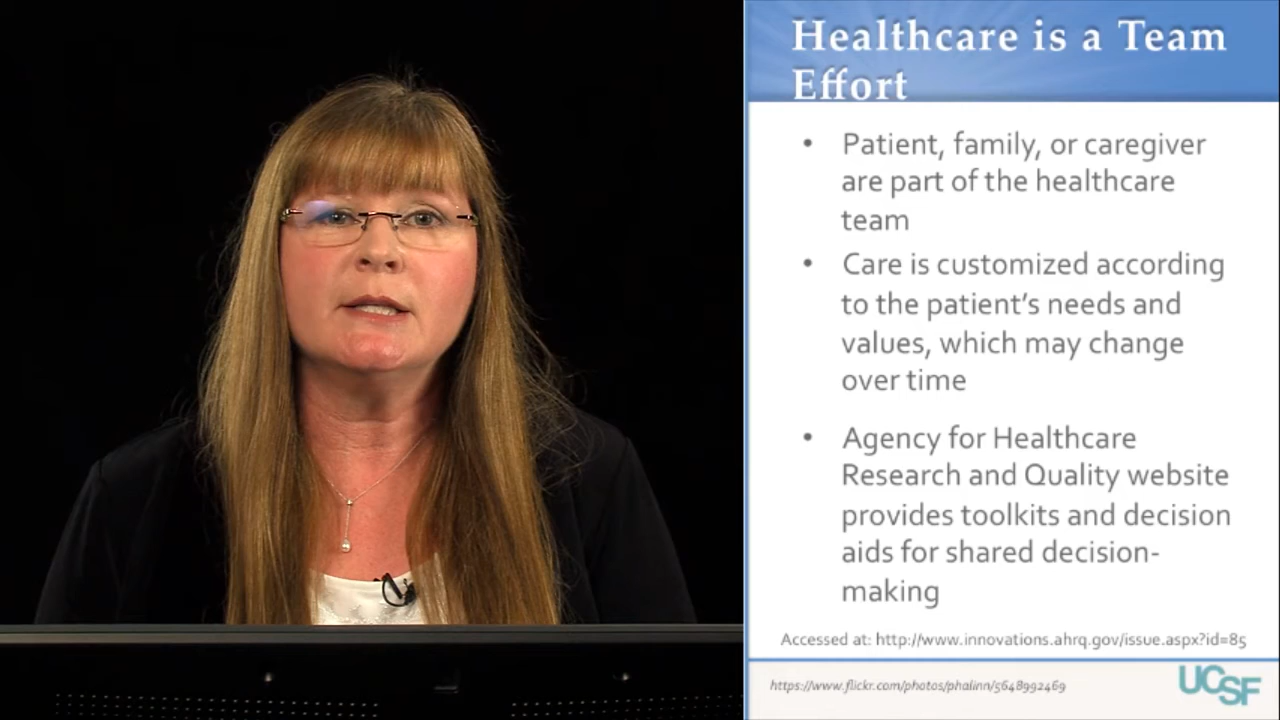 Healthcare is a Team
Effort
• Patient, family, or caregiver
are part of the healthcare
team
• Care is customized according
to the patient's needs and
values, which may change
over time
• Agency for Healthcare
Research and Quality website
provides toolkits and decision
aids for shared decision-
making
Accessed at: http://www.innovations.ahrq.gov/issue.aspx?id=85
https://www.flickr.com/photos/phalinn/5648992469
UCSF